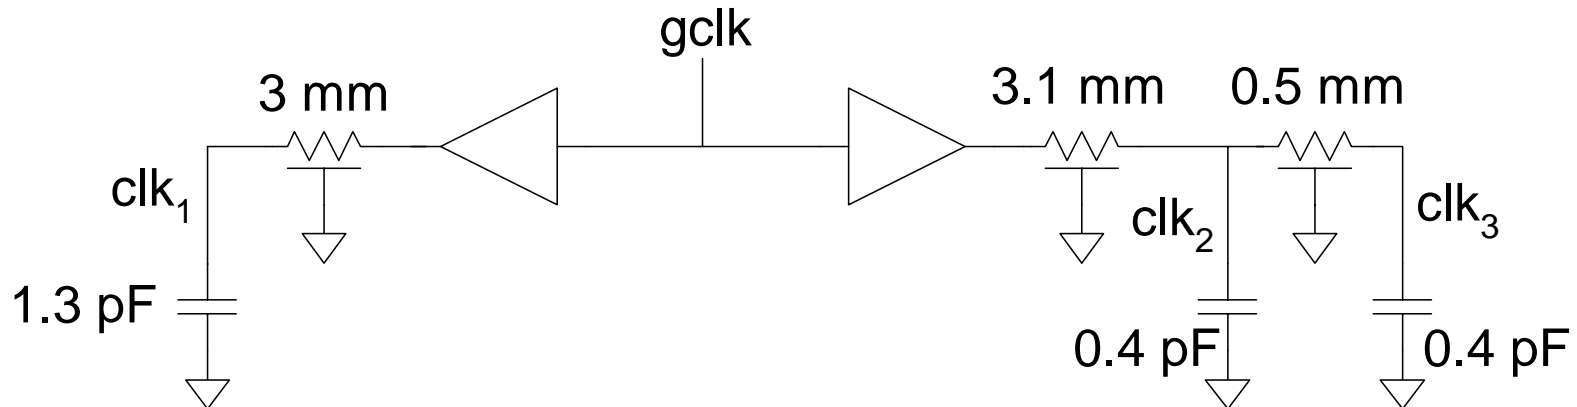 gclk
3 mm
3.1 mm
0.5 mm
clk₁
clk₂
clk₃
1.3 pF
0.4 pF
0.4 pF